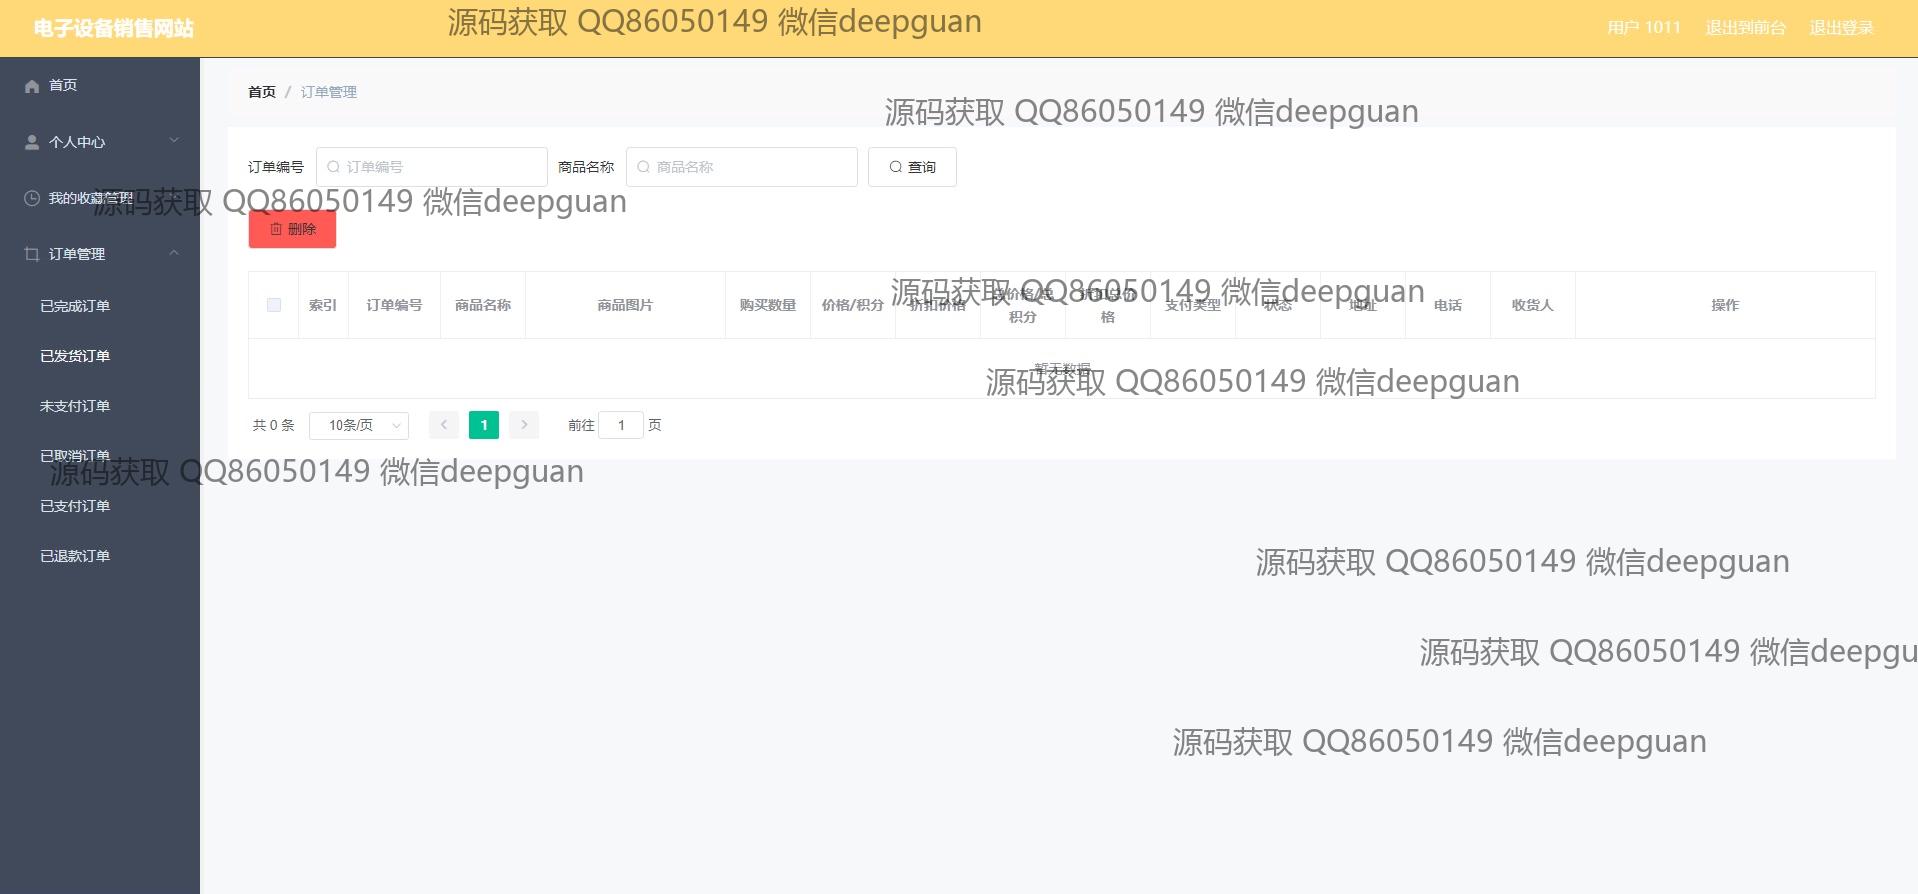 电子设备销售网站
源码获取 QQ86050149 微信deepguan
用户 1011 退出到前台 退出登录
首页
个人中心
我的收藏管理
订单管理
已完成订单
已发货订单
未支付订单
已取消订单
已支付订单
已退款订单
首页 / 订单管理
源码获取 QQ86050149 微信deepguan
订单编号 订单编号 商品名称 商品名称 查询
源码获取 QQ86050149 微信deepguan
删除
源码获取 QQ86050149 微信deepguan
索引 订单编号 商品名称 商品图片 购买数量 价格/积分 折扣价格 总价格/总积分 折扣总价格 支付类型 状态 地址 电话 收货人 操作
暂无数据
源码获取 QQ86050149 微信deepguan
共 0 条 10条/页 1 前往 1 页
源码获取 QQ86050149 微信deepguan
源码获取 QQ86050149 微信deepguan
源码获取 QQ86050149 微信deepgu
源码获取 QQ86050149 微信deepguan